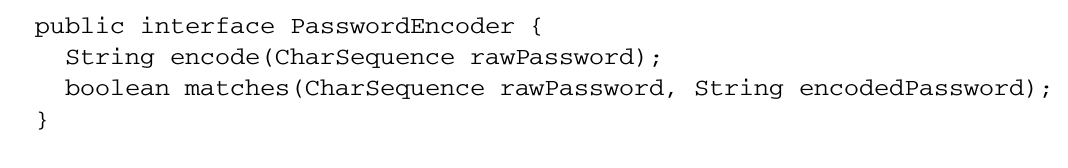 public interface PasswordEncoder {
  String encode(CharSequence rawPassword);
  boolean matches(CharSequence rawPassword, String encodedPassword);
}